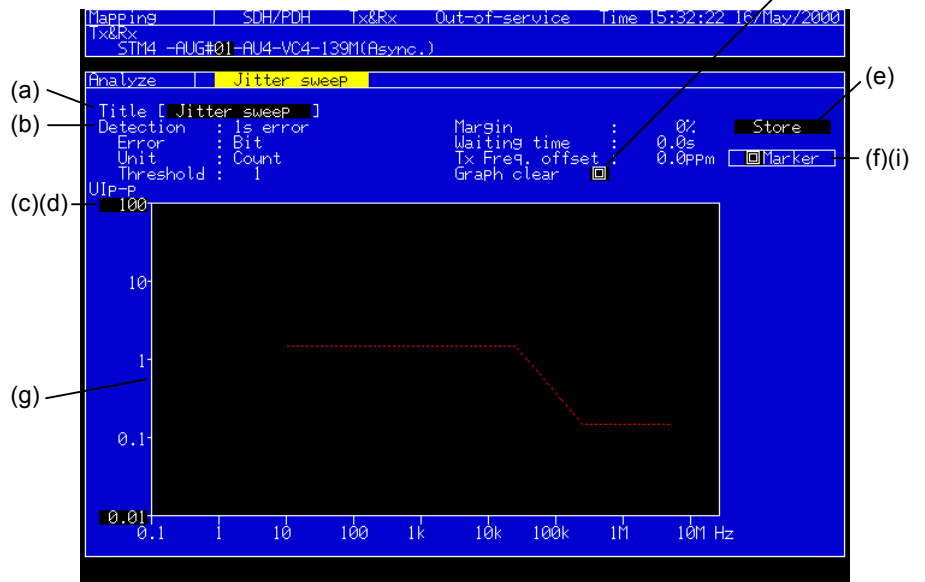 Mapping SDH/PDH Tx&Rx Out-of-service Time 15:32:22 16/May/2000
Tx&Rx
STM4 -AUG#01-AU4-VC4-139M(Async.)
Analyze Jitter sweep
(a) Title [ Jitter sweep ] (e)
(b) Detection : 1s error Margin : 0% Store
Error : Bit Waiting time : 0.0s
Unit : Count Tx Freq. offset : 0.0ppm Marker (f)(i)
Threshold : 1 Graph clear
UIp-p
(c)(d) 100
10
1
(g)
0.1
0.01
0.1 1 10 100 1k 10k 100k 1M 10M Hz